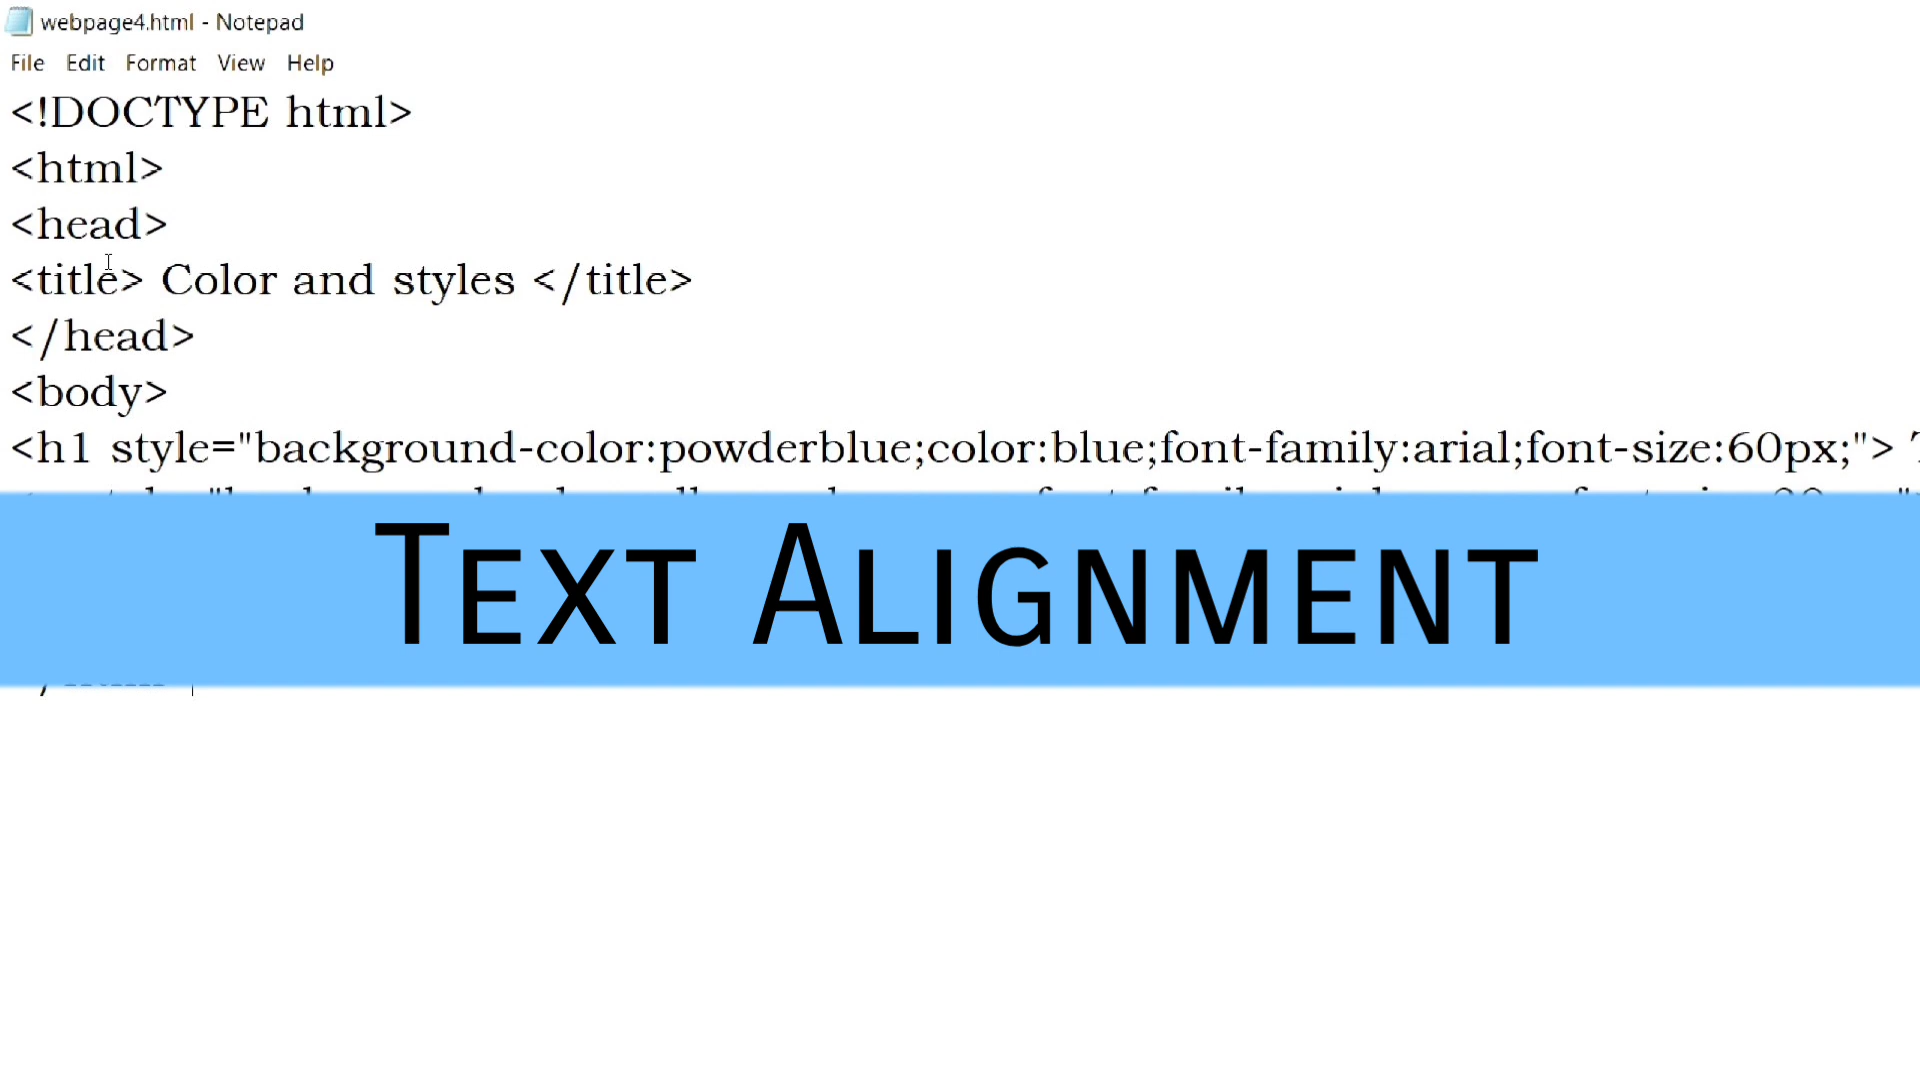 webpage4.html - Notepad
File Edit Format View Help
<!DOCTYPE html>
<html>
<head>
<title> Color and styles </title>
</head>
<body>
<h1 style="background-color:powderblue;color:blue;font-family:arial;font-size:60px;">
Text Alignment